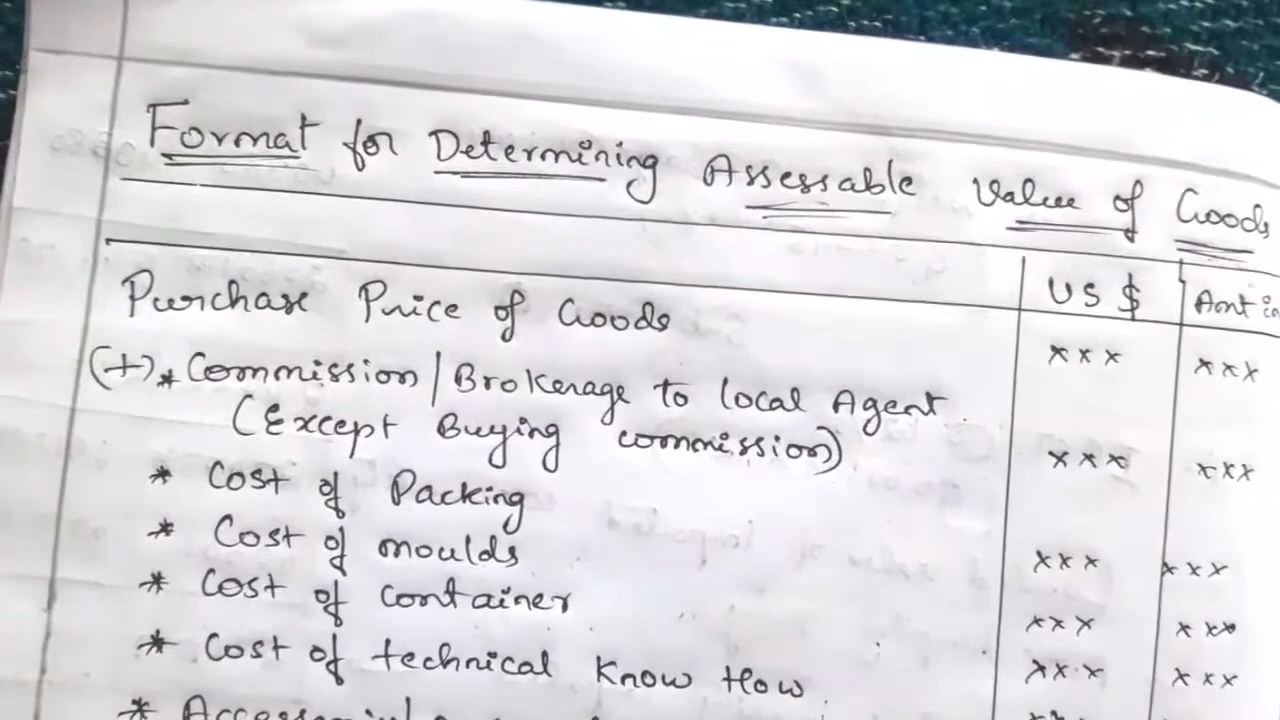 Format for Determining Assessable Value of Goods
US $ Amt in
Purchase Price of Goods xxx xxx
(+) * Commission/Brokerage to local Agent
(Except Buying commission) xxx xxx
* Cost of Packing
* Cost of moulds xxx xxx
* Cost of container xxx xxx
* Cost of technical Know How xxx xxx
*